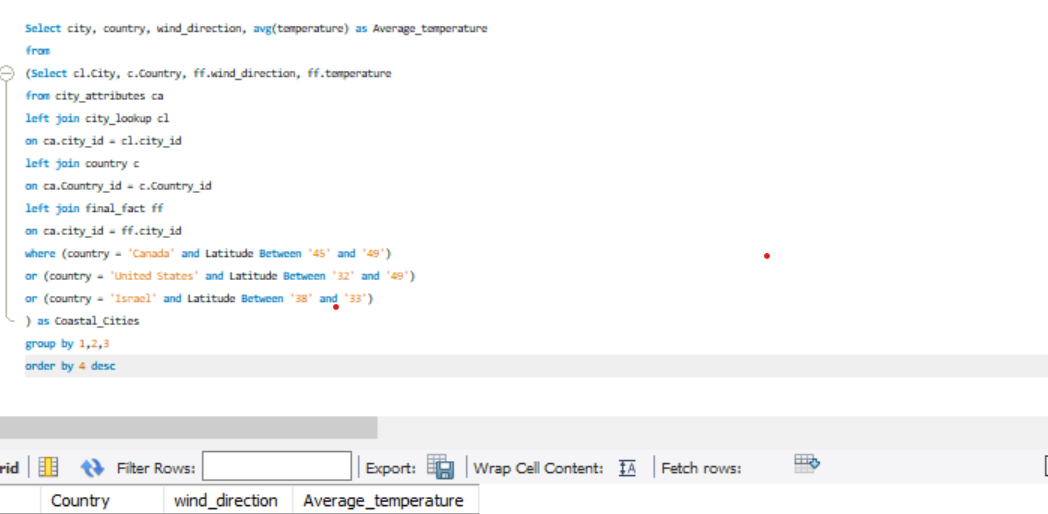 Select city, country, wind_direction, avg(temperature) as Average_temperature
from
(Select cl.City, c.Country, ff.wind_direction, ff.temperature
from city_attributes ca
left join city_lookup cl
on ca.city_id = cl.city_id
left join country c
on ca.Country_id = c.Country_id
left join final_fact ff
on ca.city_id = ff.city_id
where (country = 'Canada' and Latitude Between '45' and '49')
or (country = 'United States' and Latitude Between '32' and '49')
or (country = 'Israel' and Latitude Between '38' and '33')
) as Coastal_Cities
group by 1,2,3
order by 4 desc
rid Filter Rows: Export: Wrap Cell Content: IA Fetch rows:
Country wind_direction Average_temperature